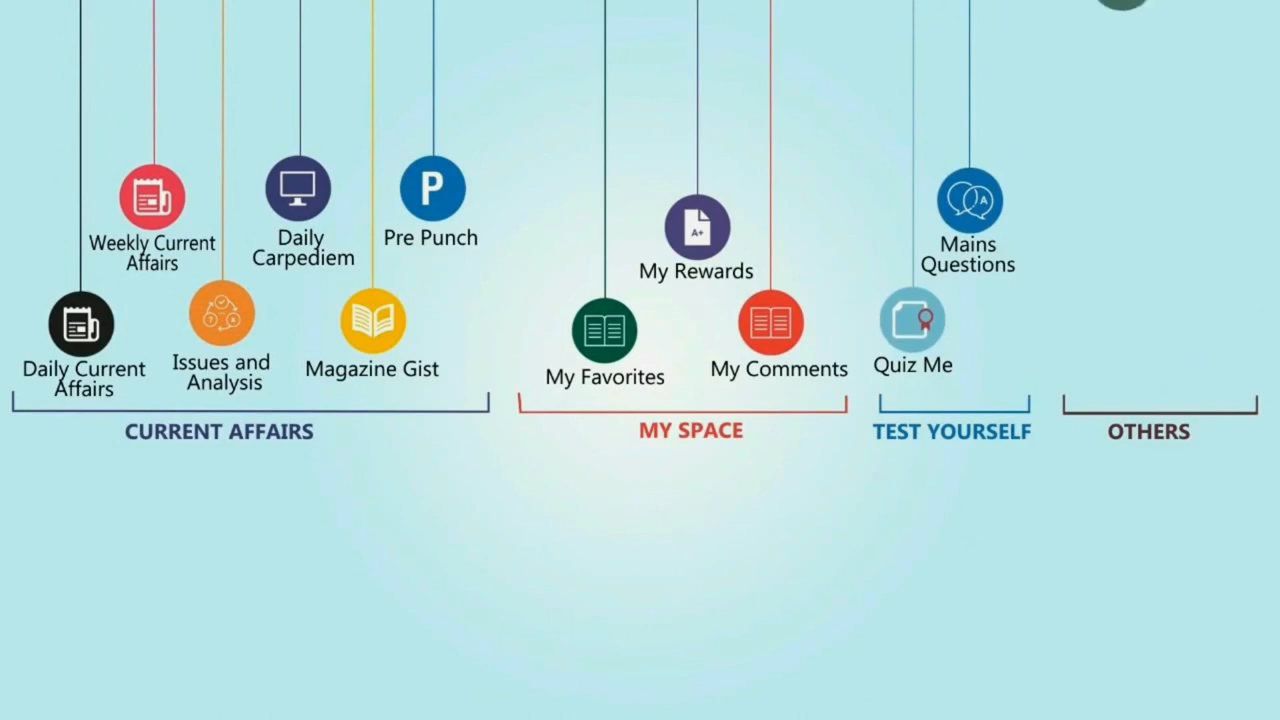 P
A
A+
Weekly Current
Affairs
Daily
Carpediem
Pre Punch
My Rewards
Mains
Questions
Daily Current
Affairs
Issues and
Analysis
Magazine Gist
My Favorites
My Comments
Quiz Me
CURRENT AFFAIRS
MY SPACE
TEST YOURSELF
OTHERS